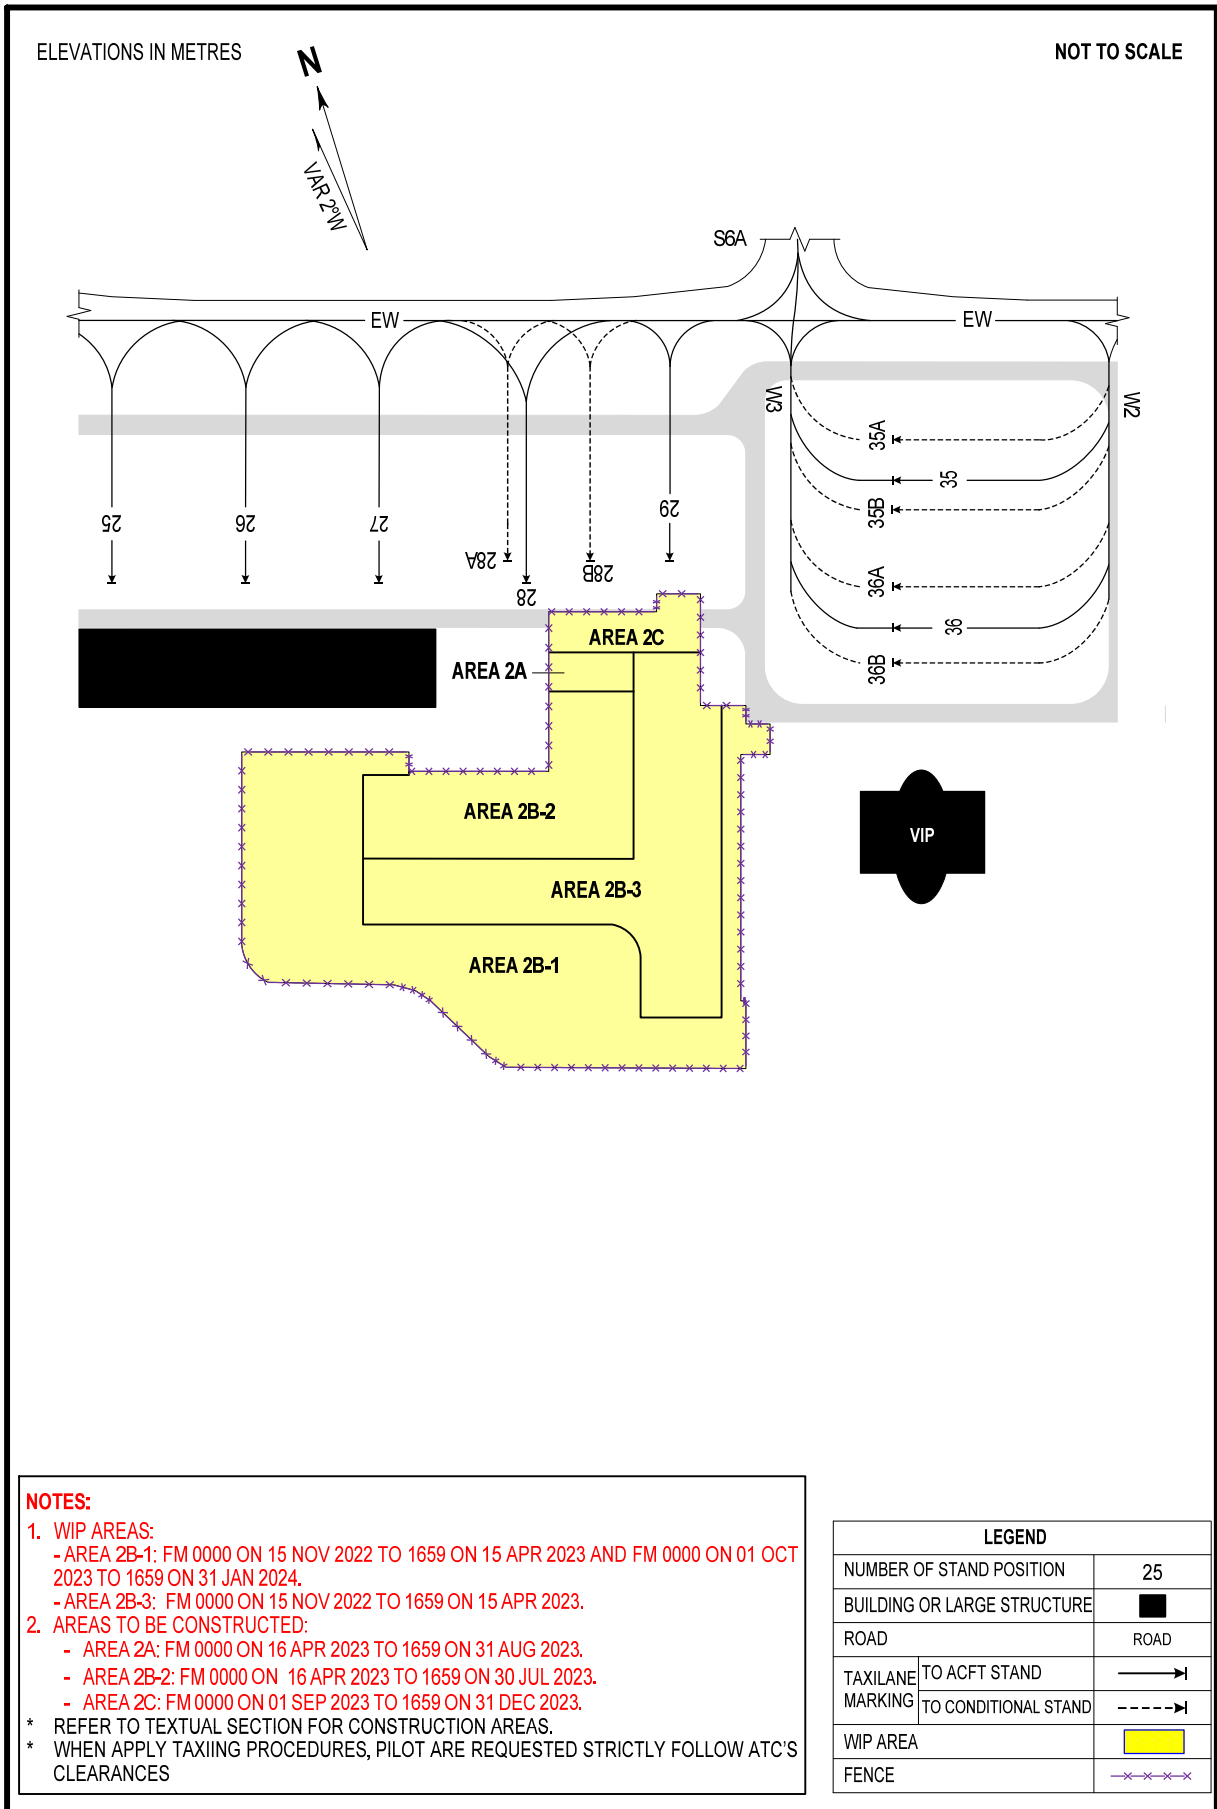 ELEVATIONS IN METRES
NOT TO SCALE
N
VAR 2°W
S6A
EW
EW
W3
W2
35A
35
35B
36A
36
36B
25
26
27
28A
28
28B
29
AREA 2C
AREA 2A
AREA 2B-2
AREA 2B-3
AREA 2B-1
VIP
NOTES:
1. WIP AREAS:
- AREA 2B-1: FM 0000 ON 15 NOV 2022 TO 1659 ON 15 APR 2023 AND FM 0000 ON 01 OCT
2023 TO 1659 ON 31 JAN 2024.
- AREA 2B-3: FM 0000 ON 15 NOV 2022 TO 1659 ON 15 APR 2023.
2. AREAS TO BE CONSTRUCTED:
- AREA 2A: FM 0000 ON 16 APR 2023 TO 1659 ON 31 AUG 2023.
- AREA 2B-2: FM 0000 ON 16 APR 2023 TO 1659 ON 30 JUL 2023.
- AREA 2C: FM 0000 ON 01 SEP 2023 TO 1659 ON 31 DEC 2023.
* REFER TO TEXTUAL SECTION FOR CONSTRUCTION AREAS.
* WHEN APPLY TAXIING PROCEDURES, PILOT ARE REQUESTED STRICTLY FOLLOW ATC'S
CLEARANCES
LEGEND
NUMBER OF STAND POSITION 25
BUILDING OR LARGE STRUCTURE
ROAD ROAD
TAXILANE
MARKING
TO ACFT STAND
TO CONDITIONAL STAND
WIP AREA
FENCE